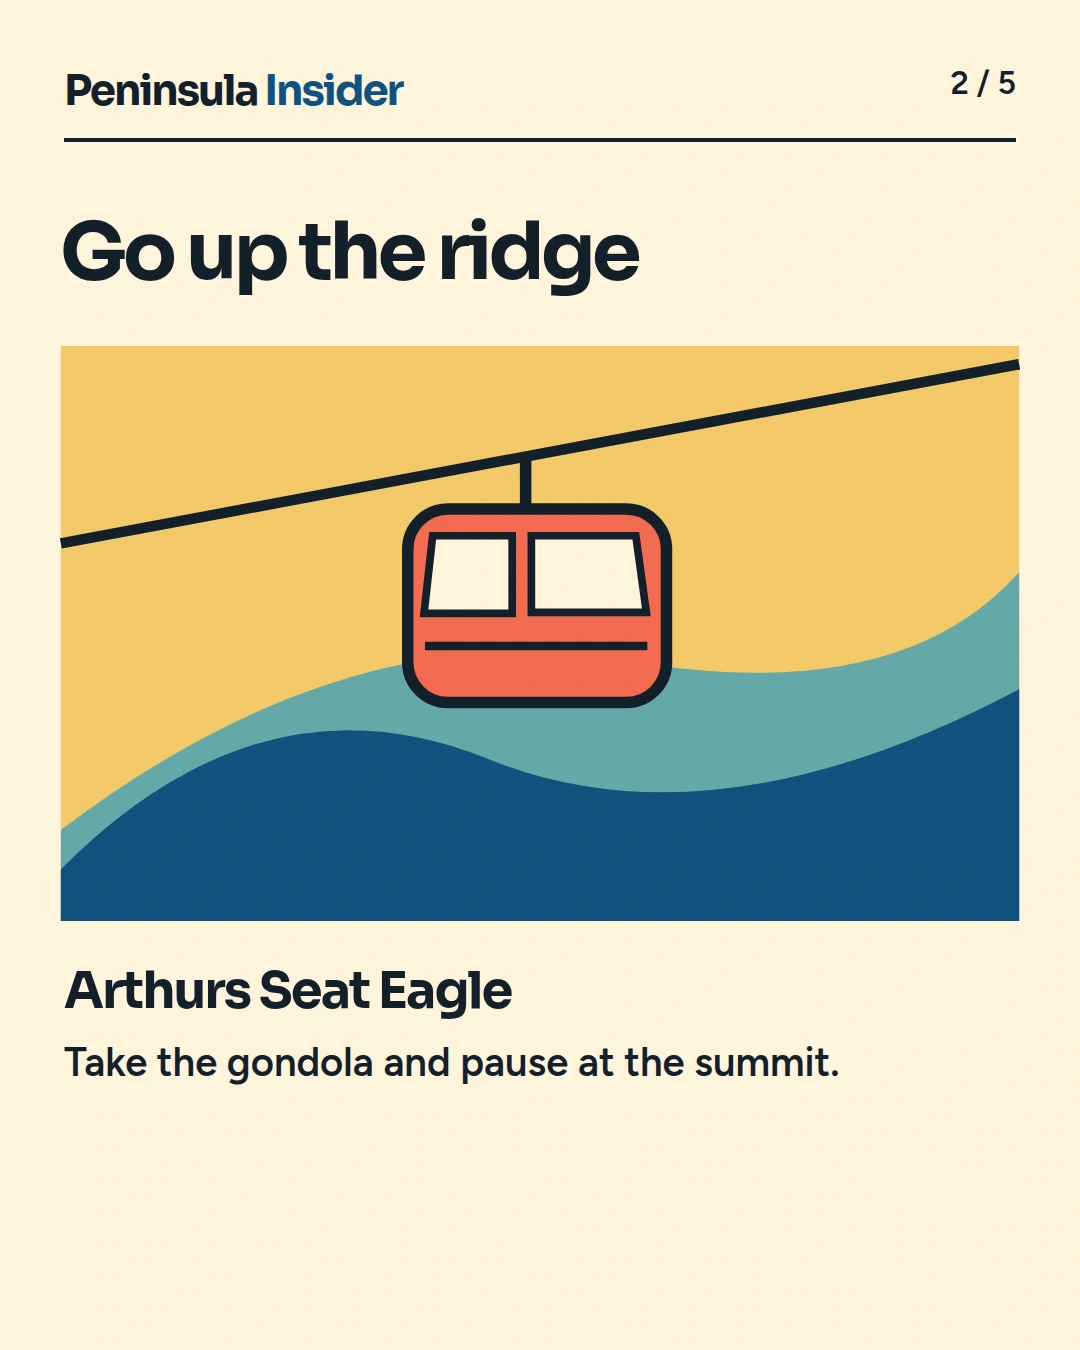 Peninsula Insider
2 / 5
Go up the ridge
Arthurs Seat Eagle
Take the gondola and pause at the summit.